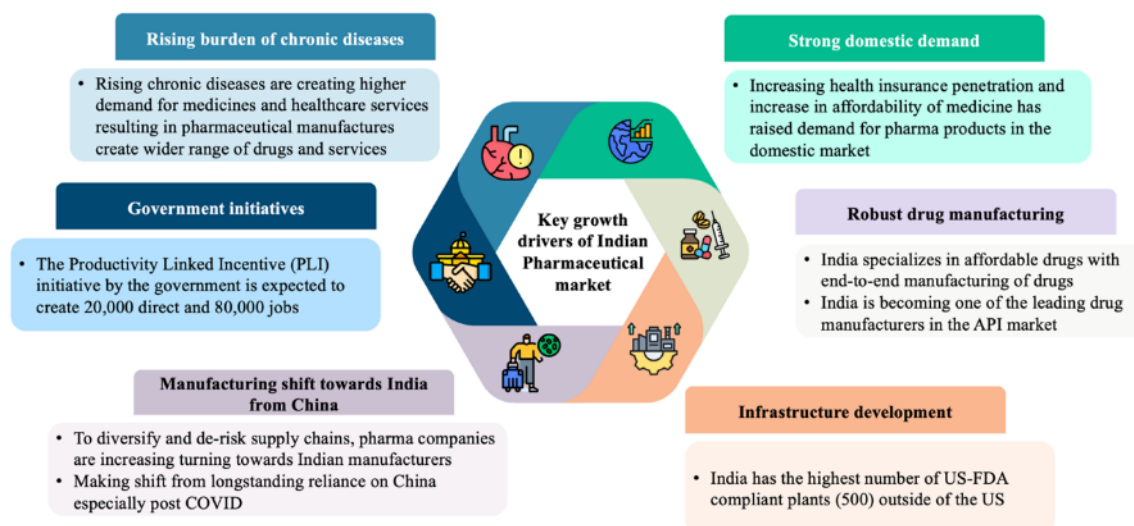 Rising burden of chronic diseases
• Rising chronic diseases are creating higher
demand for medicines and healthcare services
resulting in pharmaceutical manufactures
create wider range of drugs and services
Strong domestic demand
• Increasing health insurance penetration and
increase in affordability of medicine has
raised demand for pharma products in the
domestic market
Government initiatives
• The Productivity Linked Incentive (PLI)
initiative by the government is expected to
create 20,000 direct and 80,000 jobs
Key growth
drivers of Indian
Pharmaceutical
market
Robust drug manufacturing
• India specializes in affordable drugs with
end-to-end manufacturing of drugs
• India is becoming one of the leading drug
manufacturers in the API market
Manufacturing shift towards India
from China
• To diversify and de-risk supply chains, pharma companies
are increasing turning towards Indian manufacturers
• Making shift from longstanding reliance on China
especially post COVID
Infrastructure development
• India has the highest number of US-FDA
compliant plants (500) outside of the US